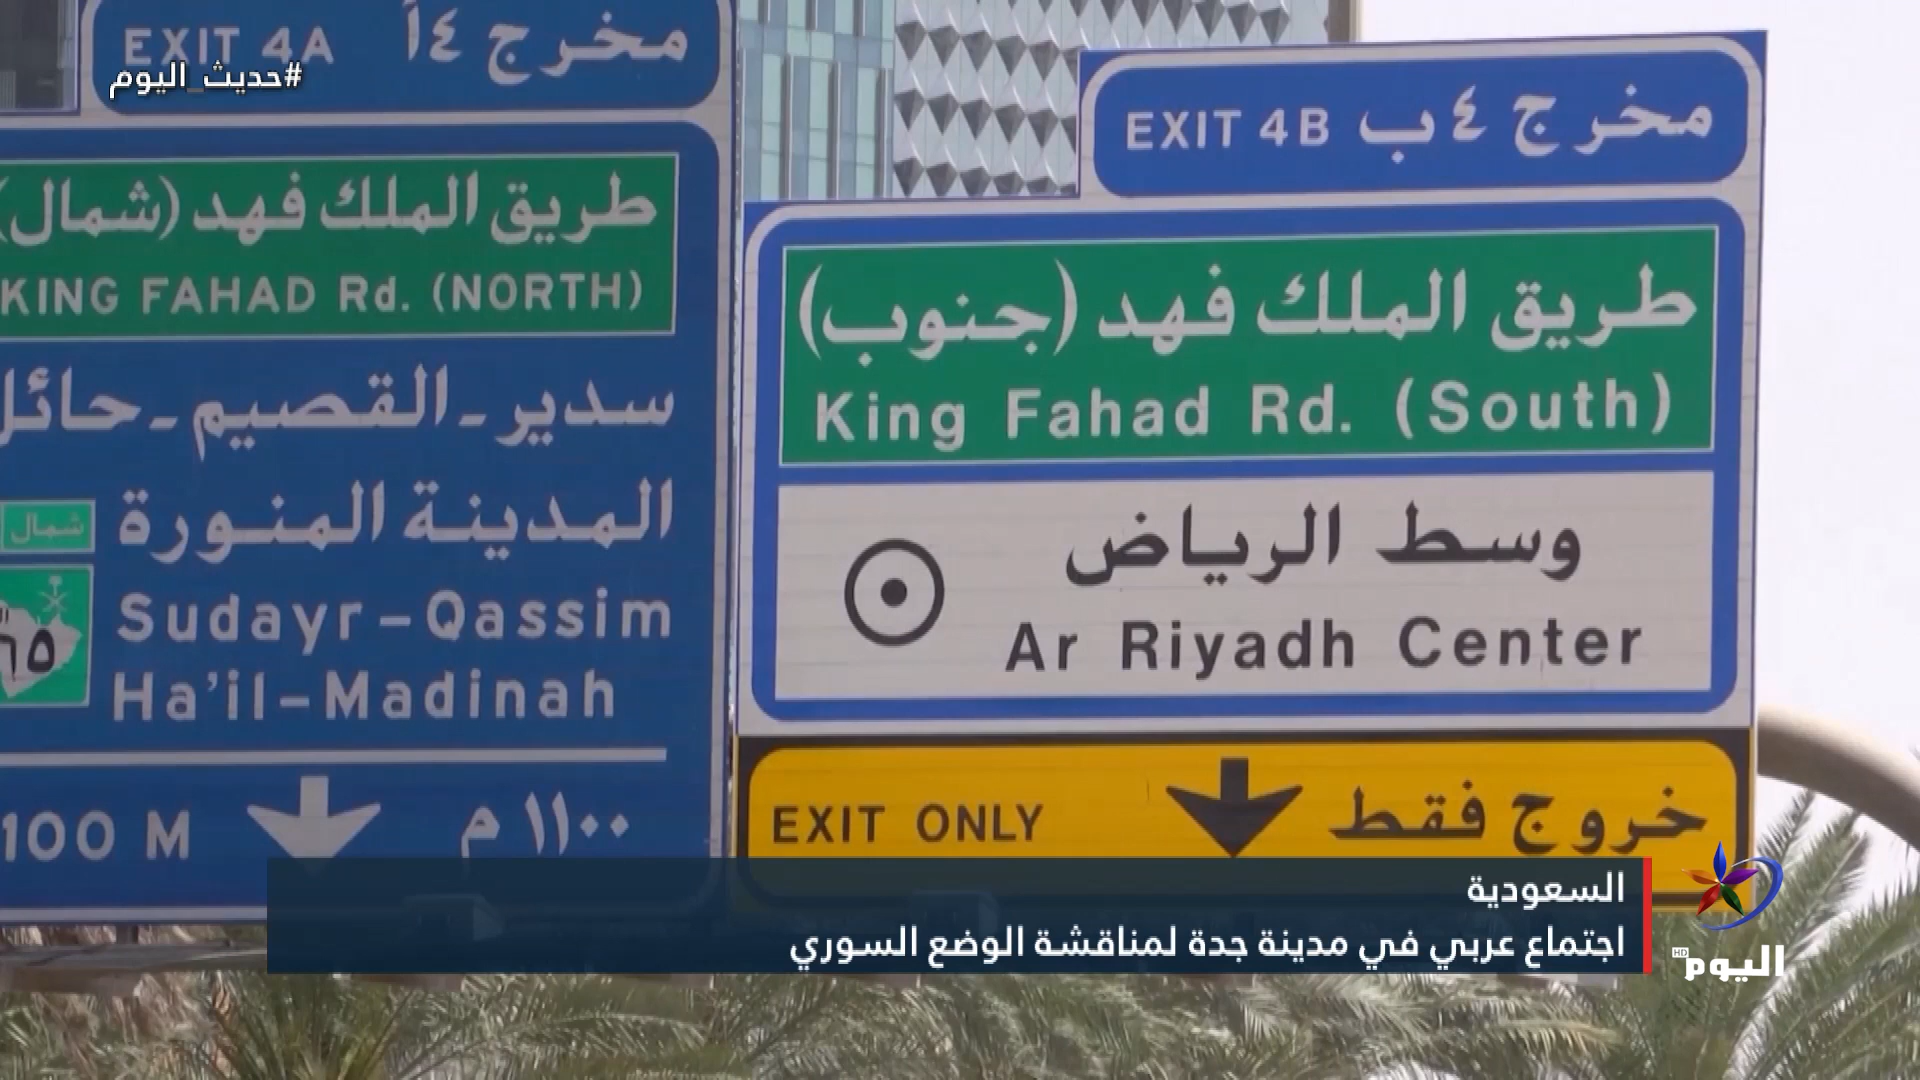 #حديث_اليوم
EXIT 4A مخرج ٤أ
طريق الملك فهد (شمال)
KING FAHAD Rd. (NORTH)
سدير - القصيم - حائل
المدينة المنورة
شمال
٦٥
Sudayr-Qassim
Ha'il-Madinah
100 M ١١٠٠ م
EXIT 4B مخرج ٤ ب
طريق الملك فهد (جنوب)
King Fahad Rd. (South)
وسط الرياض
Ar Riyadh Center
EXIT ONLY خروج فقط
السعودية
اجتماع عربي في مدينة جدة لمناقشة الوضع السوري
اليوم HD